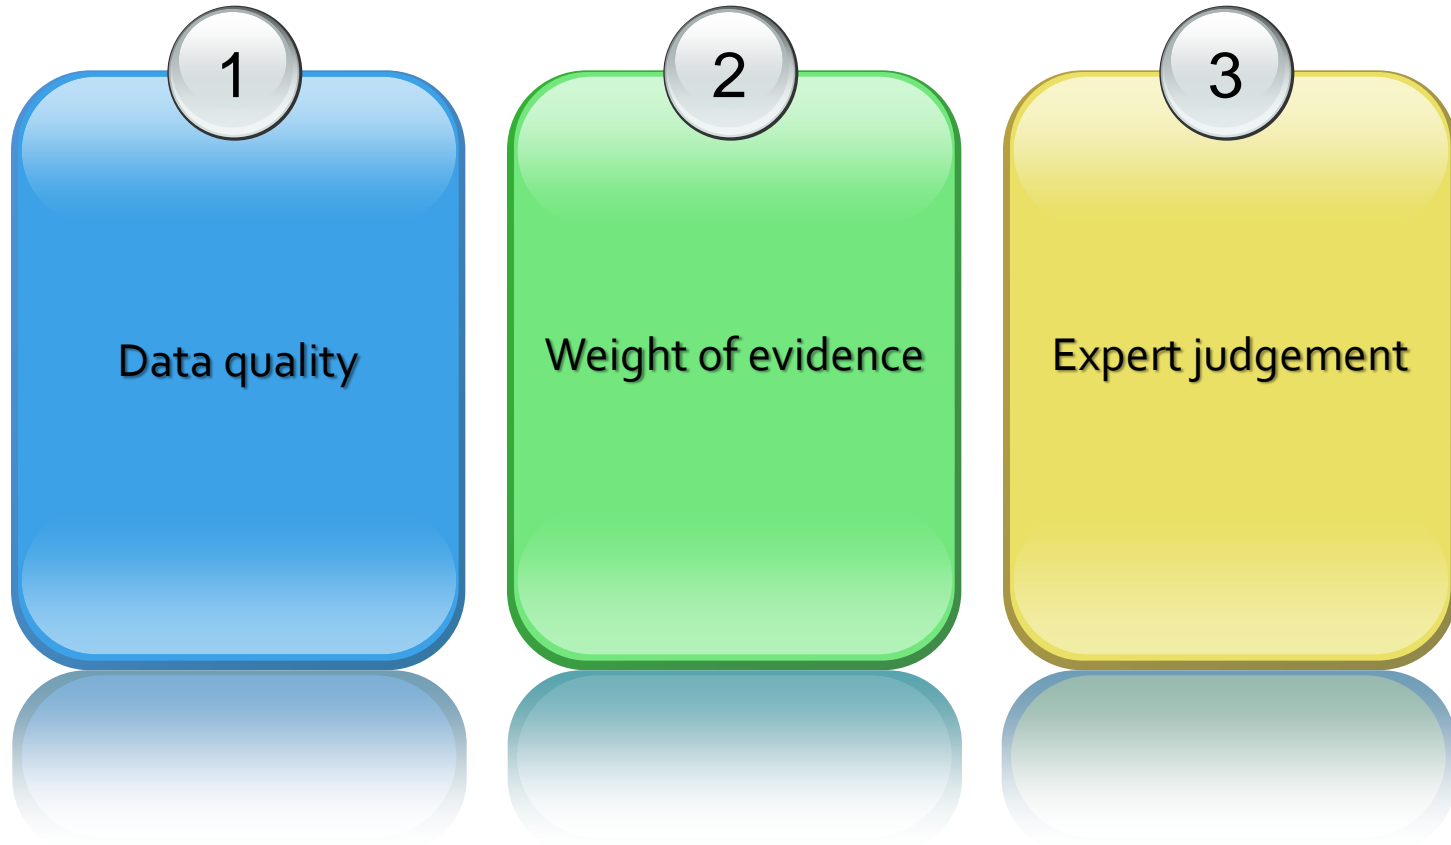 1
Data quality
2
Weight of evidence
3
Expert judgement